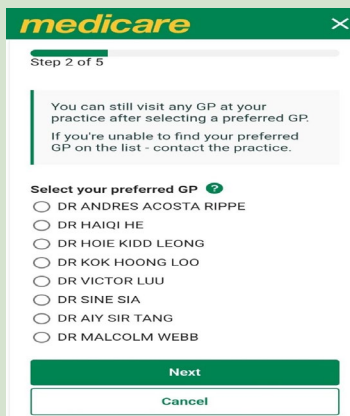 medicare
Step 2 of 5
You can still visit any GP at your
practice after selecting a preferred GP.
If you're unable to find your preferred
GP on the list - contact the practice.
Select your preferred GP ?
DR ANDRES ACOSTA RIPPE
DR HAIQI HE
DR HOIE KIDD LEONG
DR KOK HOONG LOO
DR VICTOR LUU
DR SINE SIA
DR AIY SIR TANG
DR MALCOLM WEBB
Next
Cancel